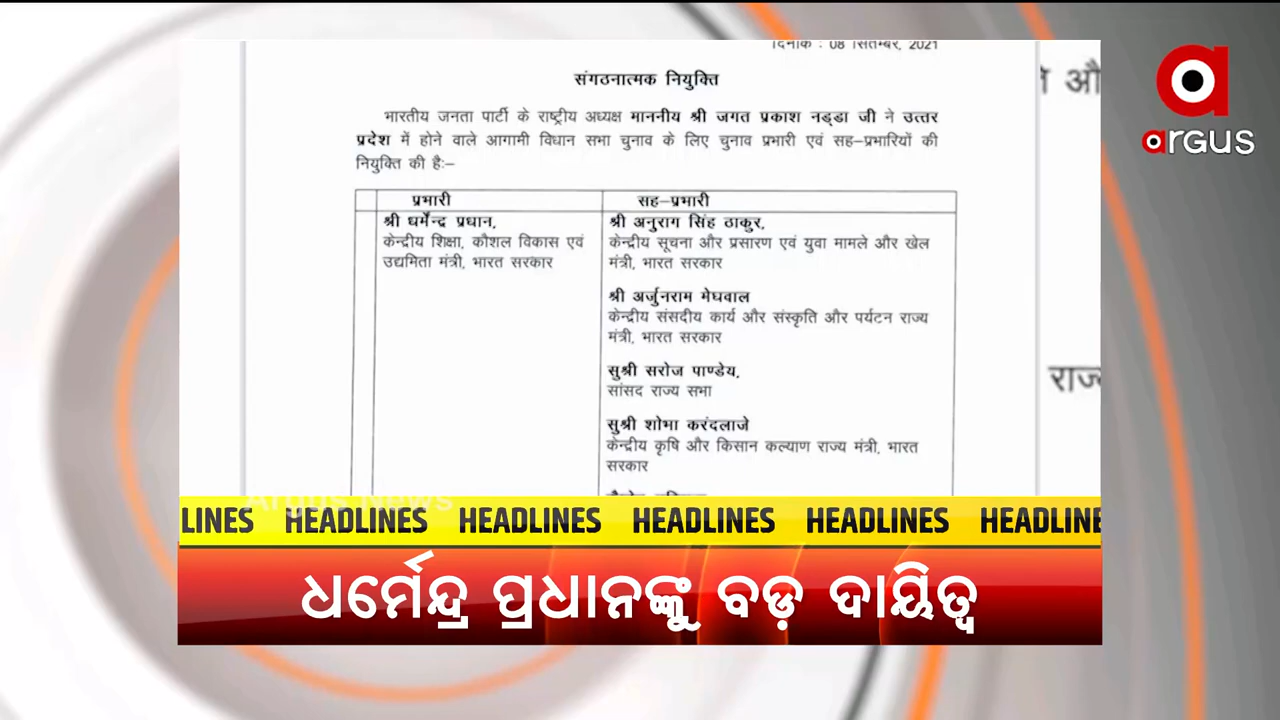 दिनांक : 08 सितम्बर, 2021
संगठनात्मक नियुक्ति
भारतीय जनता पार्टी के राष्ट्रीय अध्यक्ष माननीय श्री जगत प्रकाश नड्डा जी ने उत्तर
प्रदेश में होने वाले आगामी विधान सभा चुनाव के लिए चुनाव प्रभारी एवं सह-प्रभारियों की
नियुक्ति की है:-
प्रभारी
सह-प्रभारी
श्री धर्मेन्द्र प्रधान,
केन्द्रीय शिक्षा, कौशल विकास एवं
उद्यमिता मंत्री, भारत सरकार
श्री अनुराग सिंह ठाकुर,
केन्द्रीय सूचना और प्रसारण एवं युवा मामले और खेल
मंत्री, भारत सरकार
श्री अर्जुनराम मेघवाल
केन्द्रीय संसदीय कार्य और संस्कृति और पर्यटन राज्य
मंत्री, भारत सरकार
सुश्री सरोज पाण्डेय,
सांसद राज्य सभा
सुश्री शोभा करंदलाजे
केन्द्रीय कृषि और किसान कल्याण राज्य मंत्री, भारत
सरकार
argus
Argus News
LINES HEADLINES HEADLINES HEADLINES HEADLINES HEADLINE
ଧର୍ମେନ୍ଦ୍ର ପ୍ରଧାନଙ୍କୁ ବଡ଼ ଦାୟିତ୍ୱ